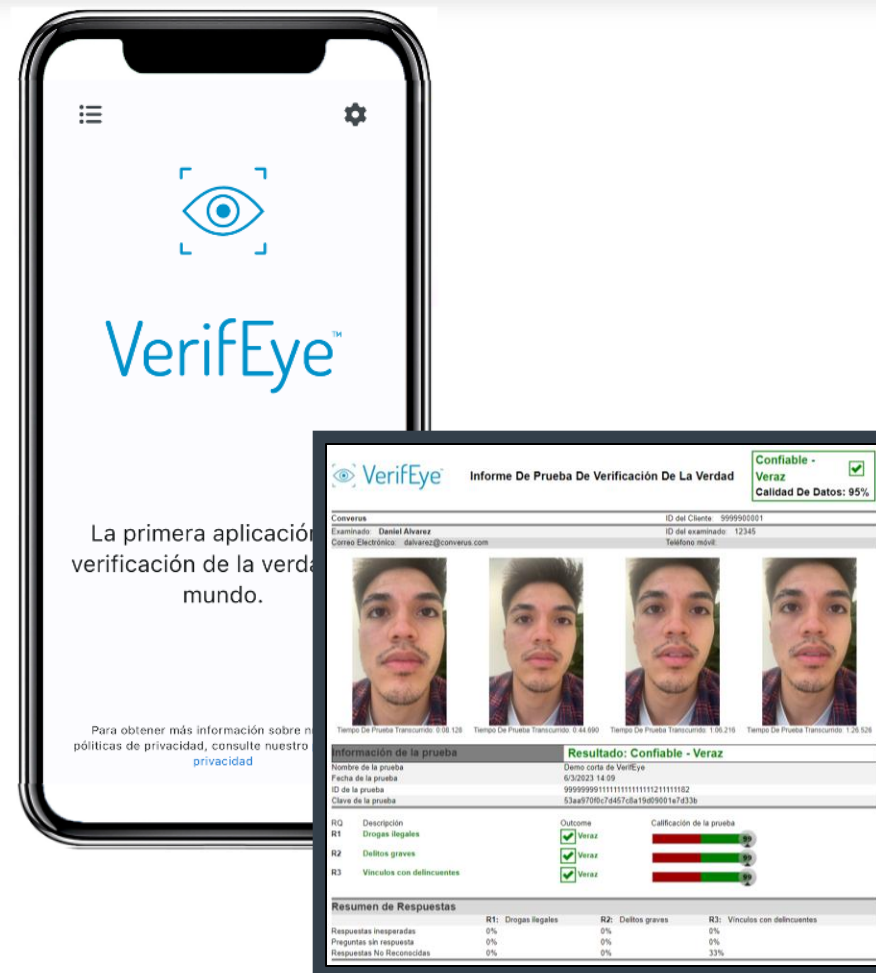 VerifEye™
La primera aplicación
verificación de la verda
mundo.
Para obtener más información sobre n
políticas de privacidad, consulte nuestro
privacidad
VerifEye
Informe De Prueba De Verificación De La Verdad
Confiable -
Veraz
Calidad De Datos: 95%
Converus ID del Cliente: 9999900001
Examinado: Daniel Alvarez ID del examinado: 12345
Correo Electrónico: dalvarez@converus.com Teléfono móvil:
Tiempo De Prueba Transcurrido: 0:08.128 Tiempo De Prueba Transcurrido: 0:44.690 Tiempo De Prueba Transcurrido: 1:06.216 Tiempo De Prueba Transcurrido: 1:26.526
Información de la prueba Resultado: Confiable - Veraz
Nombre de la prueba Demo corta de VerifEye
Fecha de la prueba 6/3/2023 14:09
ID de la prueba
Clave de la prueba 53aa970f0c7d457c8a19d09001e7d33b
RQ Descripción Outcome Calificación de la prueba
R1 Drogas ilegales Veraz 99
R2 Delitos graves Veraz 99
R3 Vínculos con delincuentes Veraz 99
Resumen de Respuestas
R1: Drogas ilegales R2: Delitos graves R3: Vínculos con delincuentes
Respuestas inesperadas 0% 0% 0%
Preguntas sin respuesta 0% 0% 0%
Respuestas No Reconocidas 0% 0% 33%